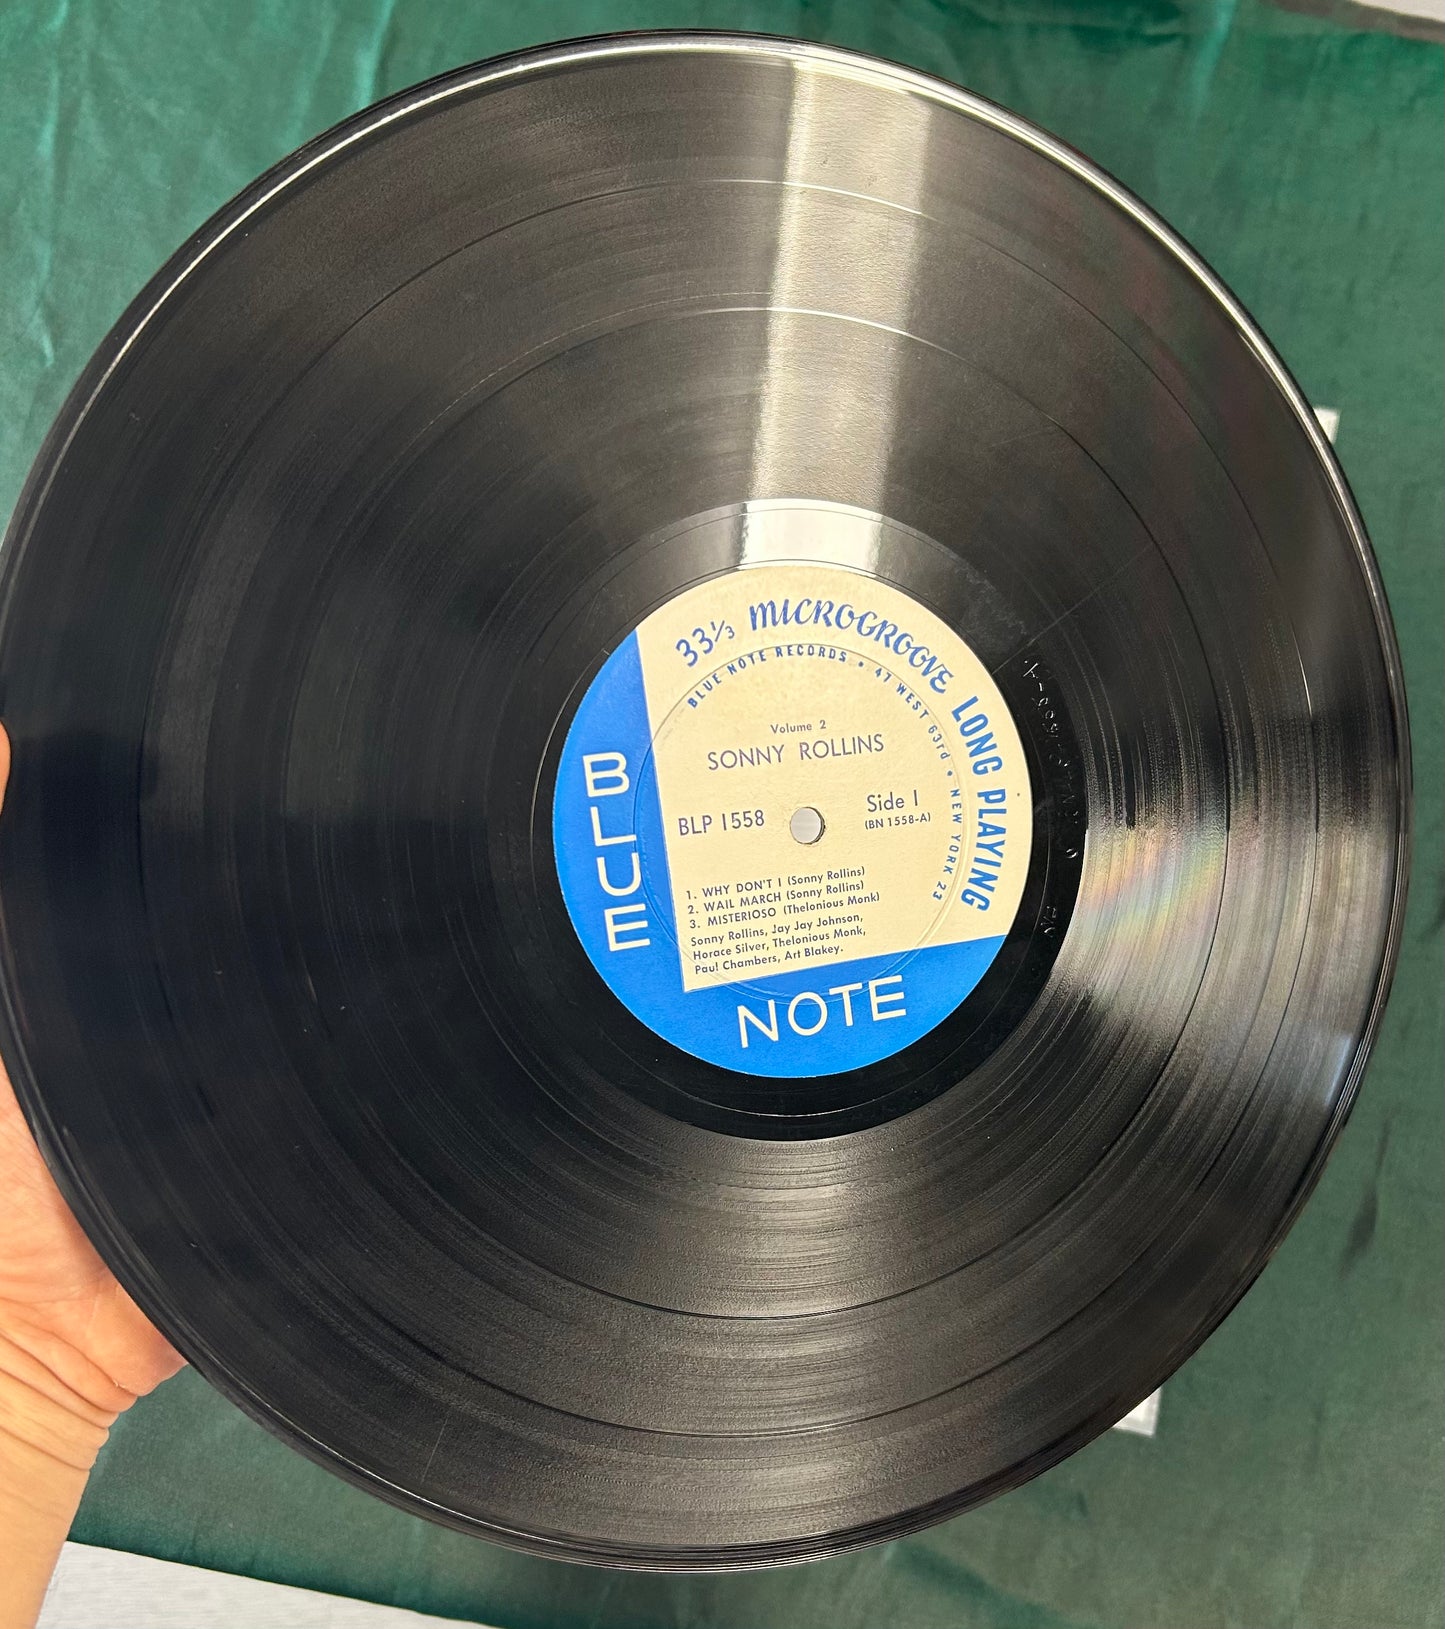 33⅓ MICROGROOVE LONG PLAYING
BLUE NOTE RECORDS • 47 WEST 63rd • NEW YORK 23
Volume 2
SONNY ROLLINS
BLP 1558
Side 1
(BN 1558-A)
1. WHY DON'T I (Sonny Rollins)
2. WAIL MARCH (Sonny Rollins)
3. MISTERIOSO (Thelonious Monk)
Sonny Rollins, Jay Jay Johnson,
Horace Silver, Thelonious Monk,
Paul Chambers, Art Blakey.
BLUE
NOTE